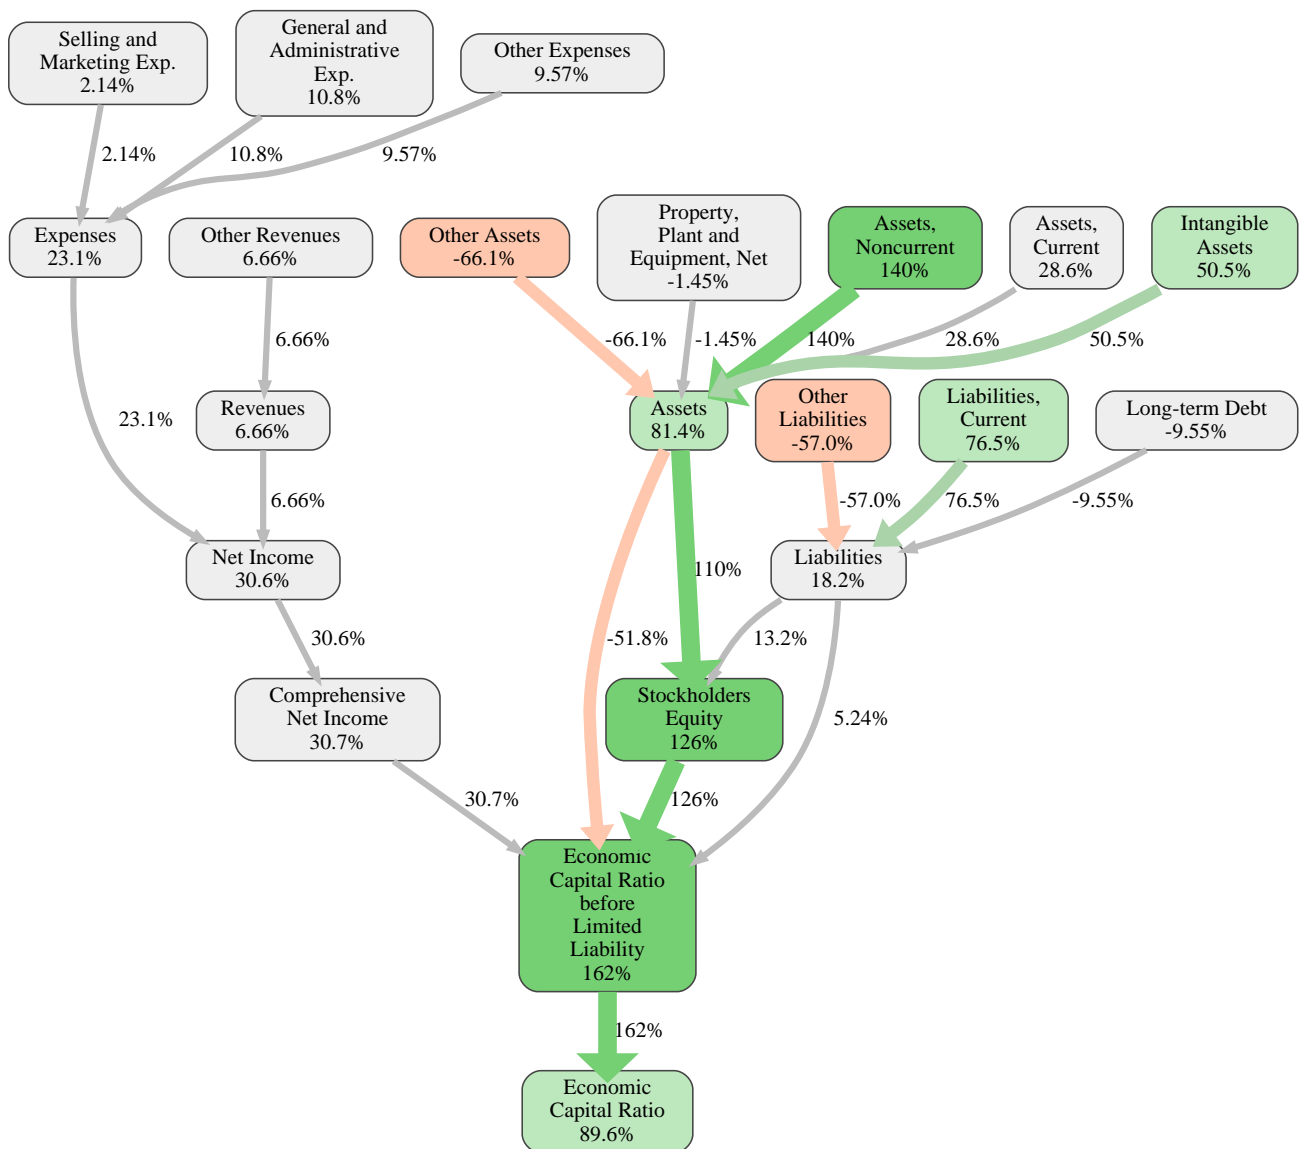 Selling and
Marketing Exp.
2.14%
General and
Administrative
Exp.
10.8%
Other Expenses
9.57%
2.14%
10.8%
9.57%
Expenses
23.1%
Other Revenues
6.66%
Other Assets
-66.1%
Property,
Plant and
Equipment, Net
-1.45%
Assets,
Noncurrent
140%
Assets,
Current
28.6%
Intangible
Assets
50.5%
6.66%
-66.1%
-1.45%
140%
28.6%
50.5%
23.1%
Revenues
6.66%
Assets
81.4%
Other
Liabilities
-57.0%
Liabilities,
Current
76.5%
Long-term Debt
-9.55%
6.66%
-57.0%
76.5%
-9.55%
Net Income
30.6%
110%
Liabilities
18.2%
30.6%
-51.8%
13.2%
Comprehensive
Net Income
30.7%
Stockholders
Equity
126%
5.24%
30.7%
126%
Economic
Capital Ratio
before
Limited
Liability
162%
162%
Economic
Capital Ratio
89.6%